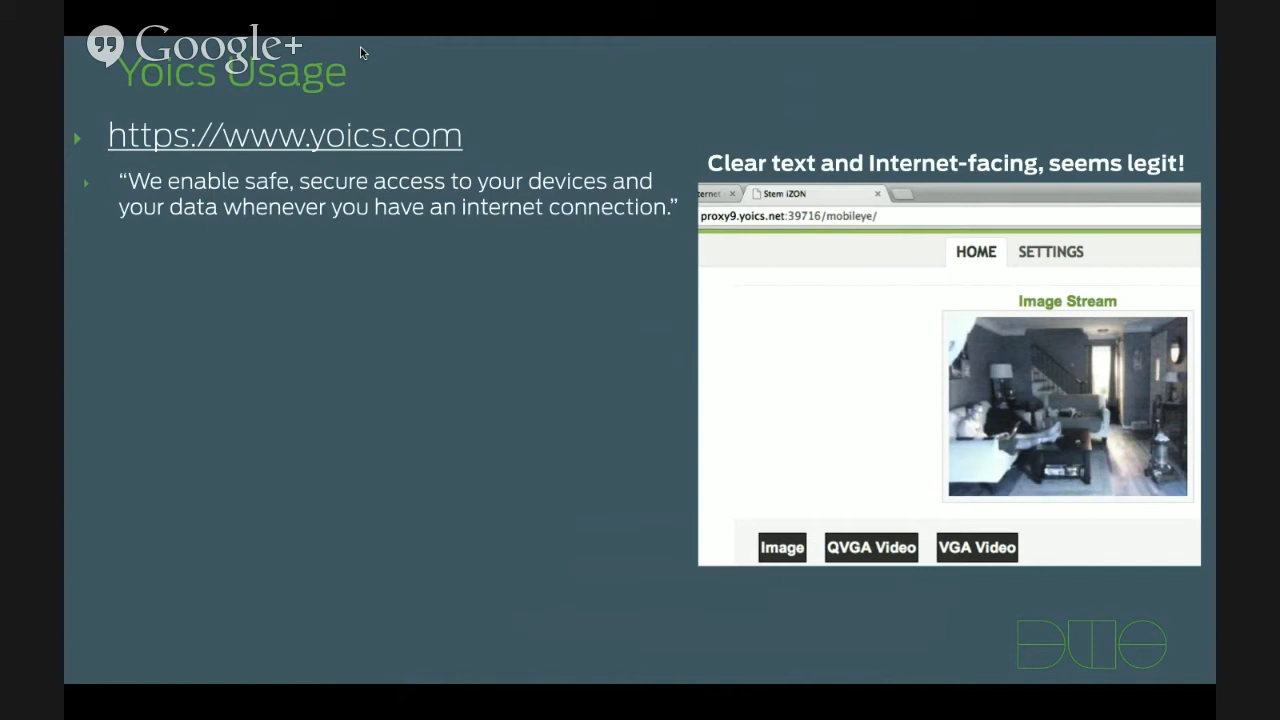 Google+
Yoics Usage
https://www.yoics.com
“We enable safe, secure access to your devices and
your data whenever you have an internet connection.”
Clear text and Internet-facing, seems legit!
ternet
Stem iZON
proxy9.yoics.net:39716/mobileye/
HOME SETTINGS
Image Stream
Image QVGA Video VGA Video
DUO